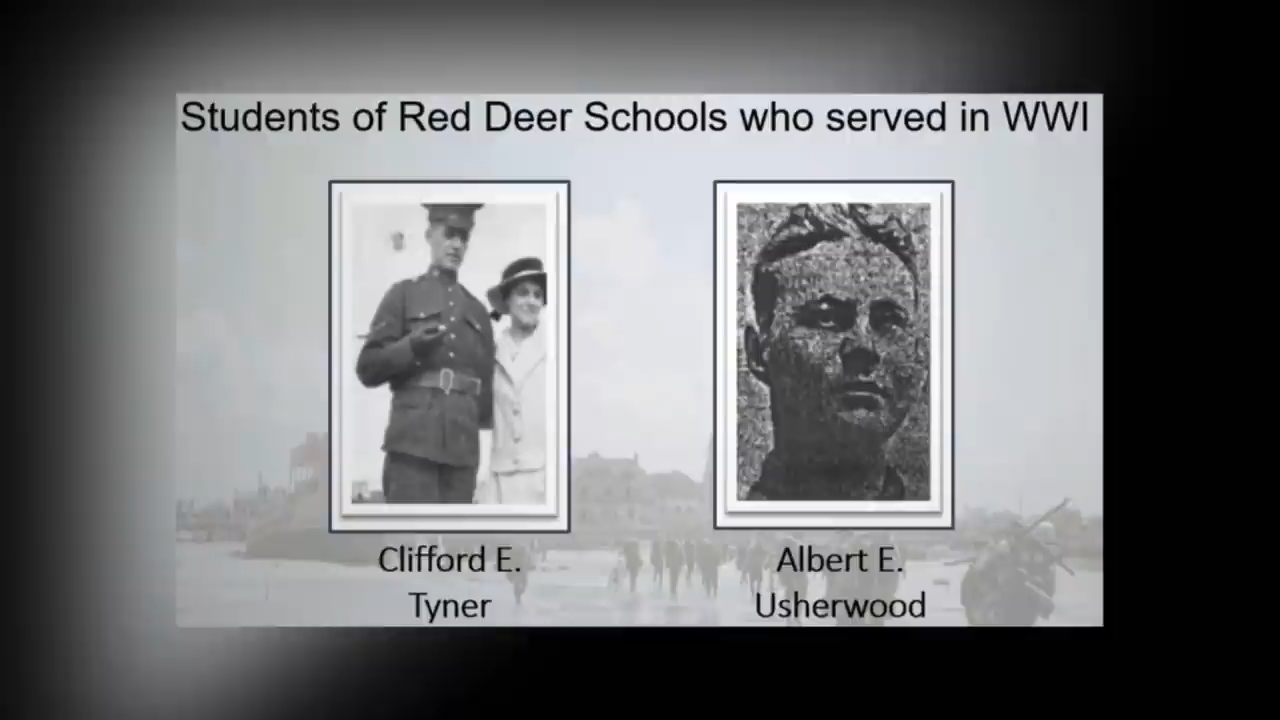 Students of Red Deer Schools who served in WWI
Clifford E.
Tyner
Albert E.
Usherwood